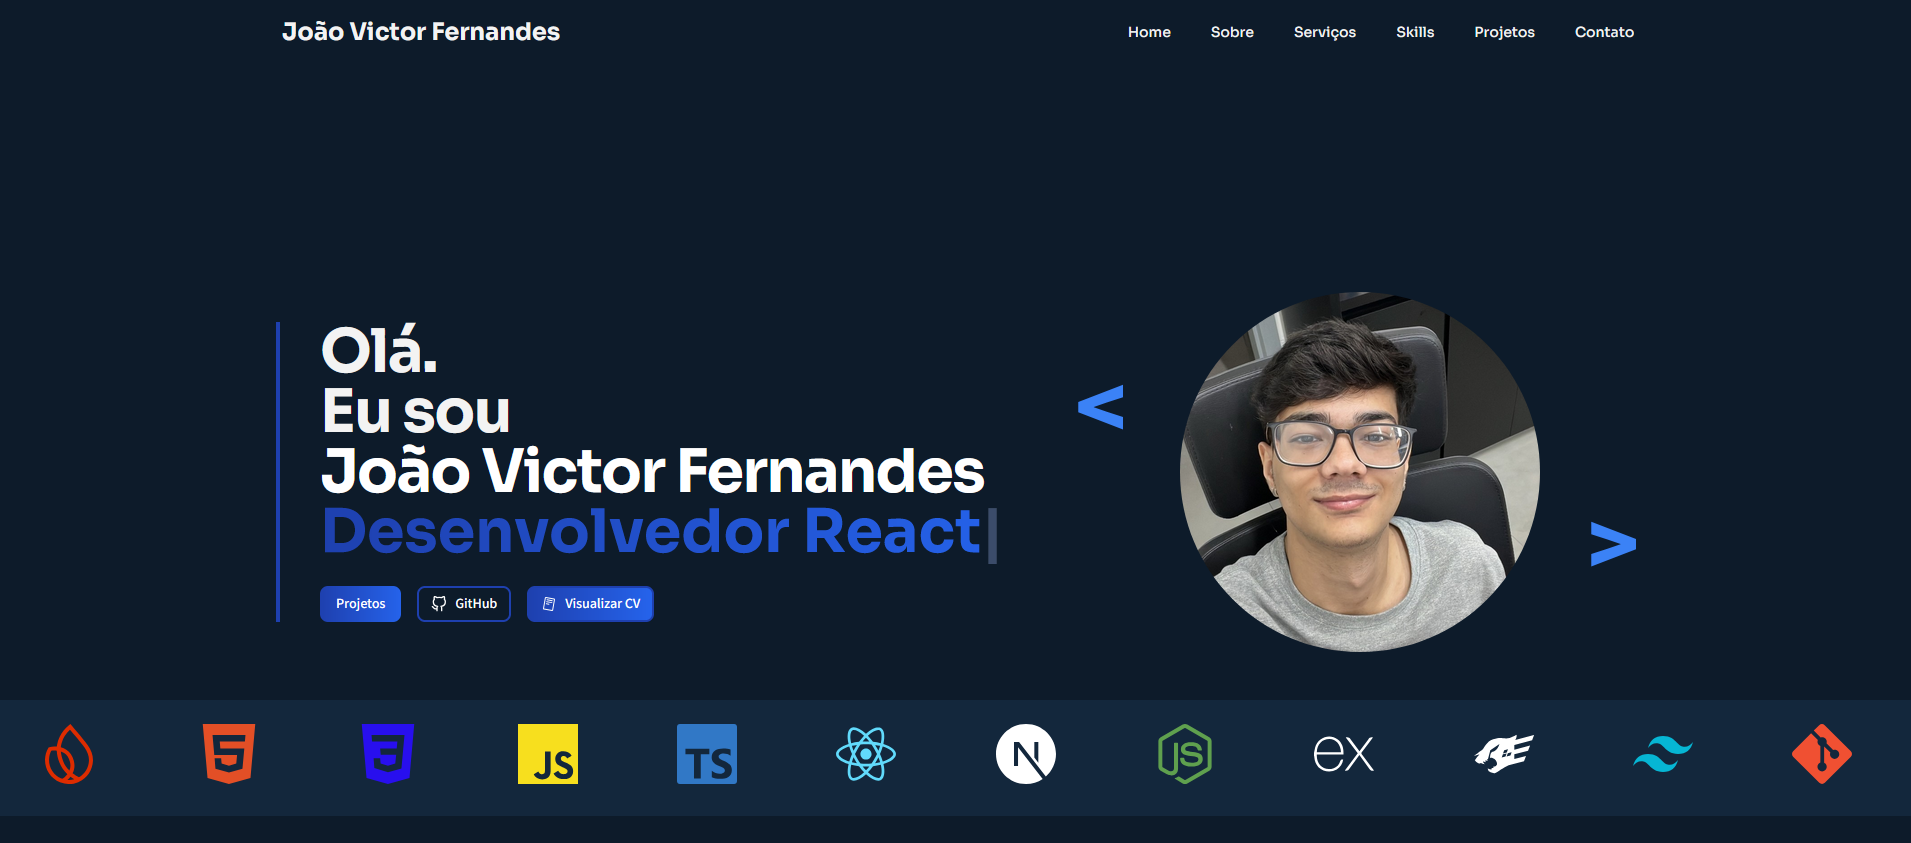 João Victor Fernandes
Home Sobre Serviços Skills Projetos Contato
Olá.
Eu sou
João Victor Fernandes
Desenvolvedor React|
< >
Projetos GitHub Visualizar CV
5 3 JS TS N JS ex E